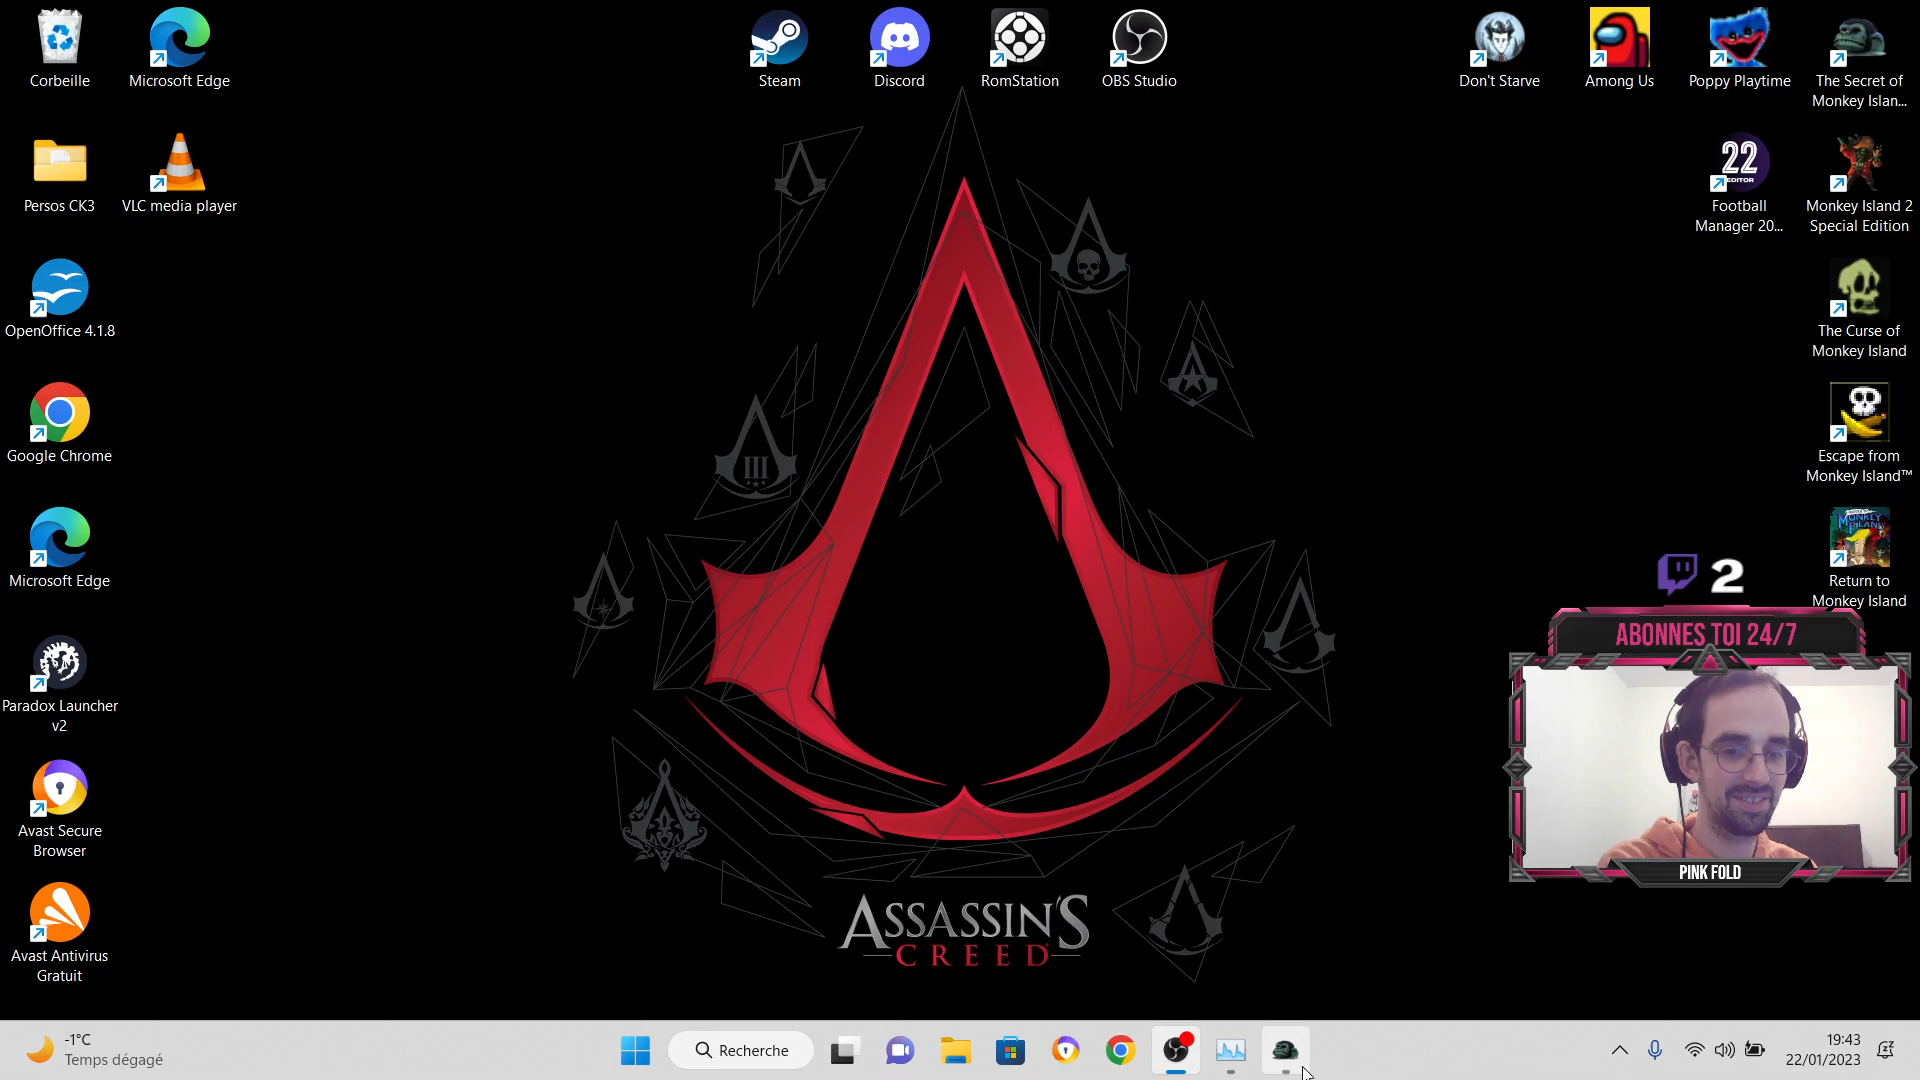 Corbeille
Microsoft Edge
Steam
Discord
RomStation
OBS Studio
Don't Starve
Among Us
Poppy Playtime
The Secret of
Monkey Islan...
Persos CK3
VLC media player
22
EDITOR
Football
Manager 20...
Monkey Island 2
Special Edition
OpenOffice 4.1.8
The Curse of
Monkey Island
Google Chrome
III
Escape from
Monkey Island™
Microsoft Edge
MONKEY
ISLAND
Return to
Monkey Island
2
ABONNES TOI 24/7
Paradox Launcher
v2
Avast Secure
Browser
PINK FOLD
Avast Antivirus
Gratuit
ASSASSIN'S
CREED
-1°C
Temps dégagé
Recherche
19:43
22/01/2023